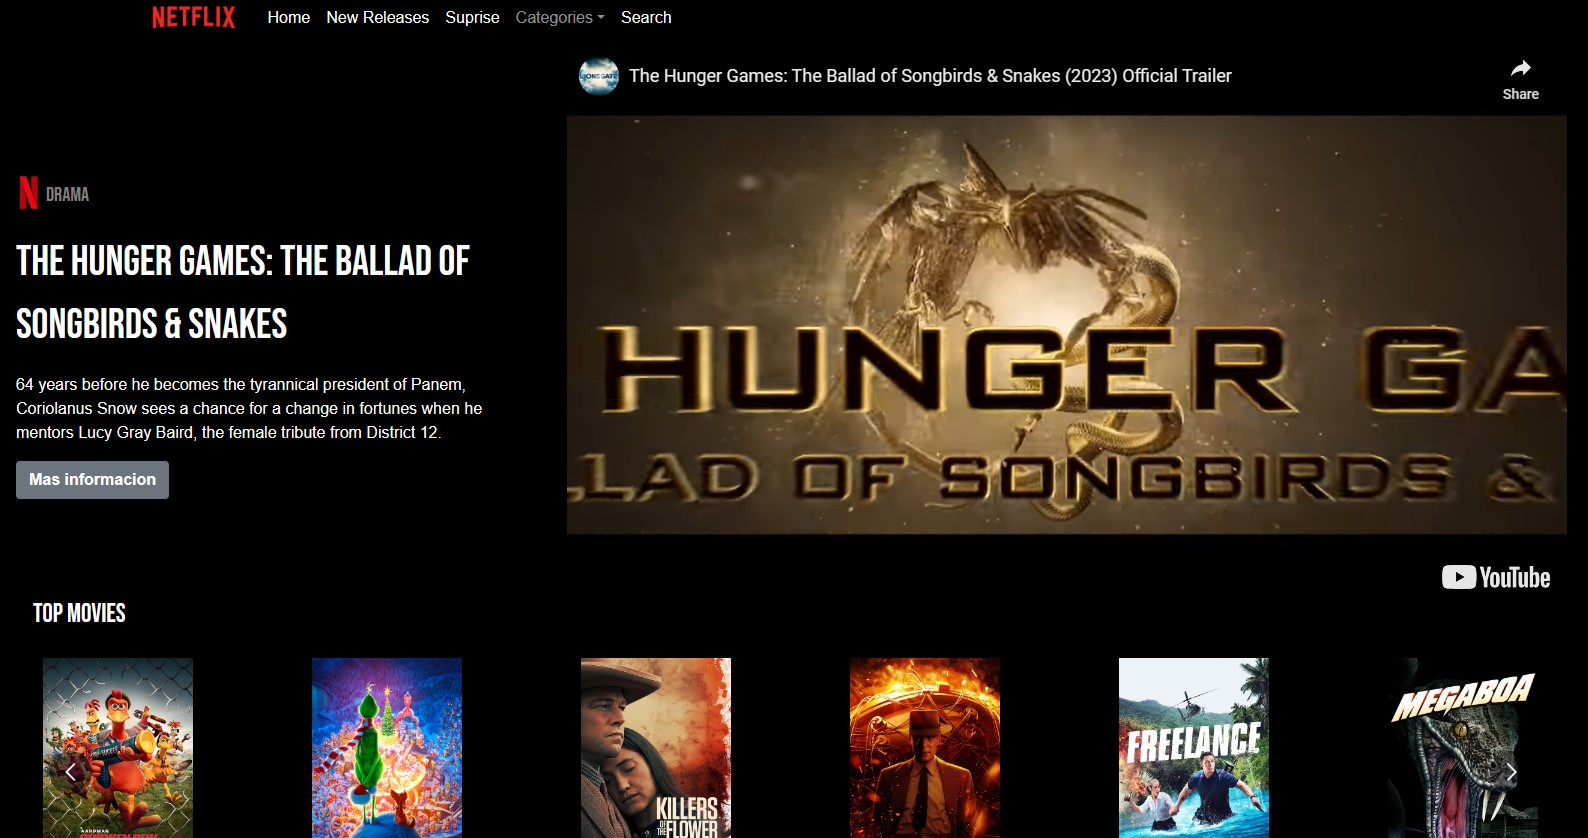 NETFLIX
Home New Releases Suprise Categories Search
LIONSGATE
The Hunger Games: The Ballad of Songbirds & Snakes (2023) Official Trailer
Share
N DRAMA
THE HUNGER GAMES: THE BALLAD OF
SONGBIRDS & SNAKES
64 years before he becomes the tyrannical president of Panem,
Coriolanus Snow sees a chance for a change in fortunes when he
mentors Lucy Gray Baird, the female tribute from District 12.
Mas informacion
HUNGER GA
LLAD OF SONGBIRDS &
YouTube
TOP MOVIES
AARDMAN
KILLERS
OF THE FLOWER
FREELANCE
MEGABOA